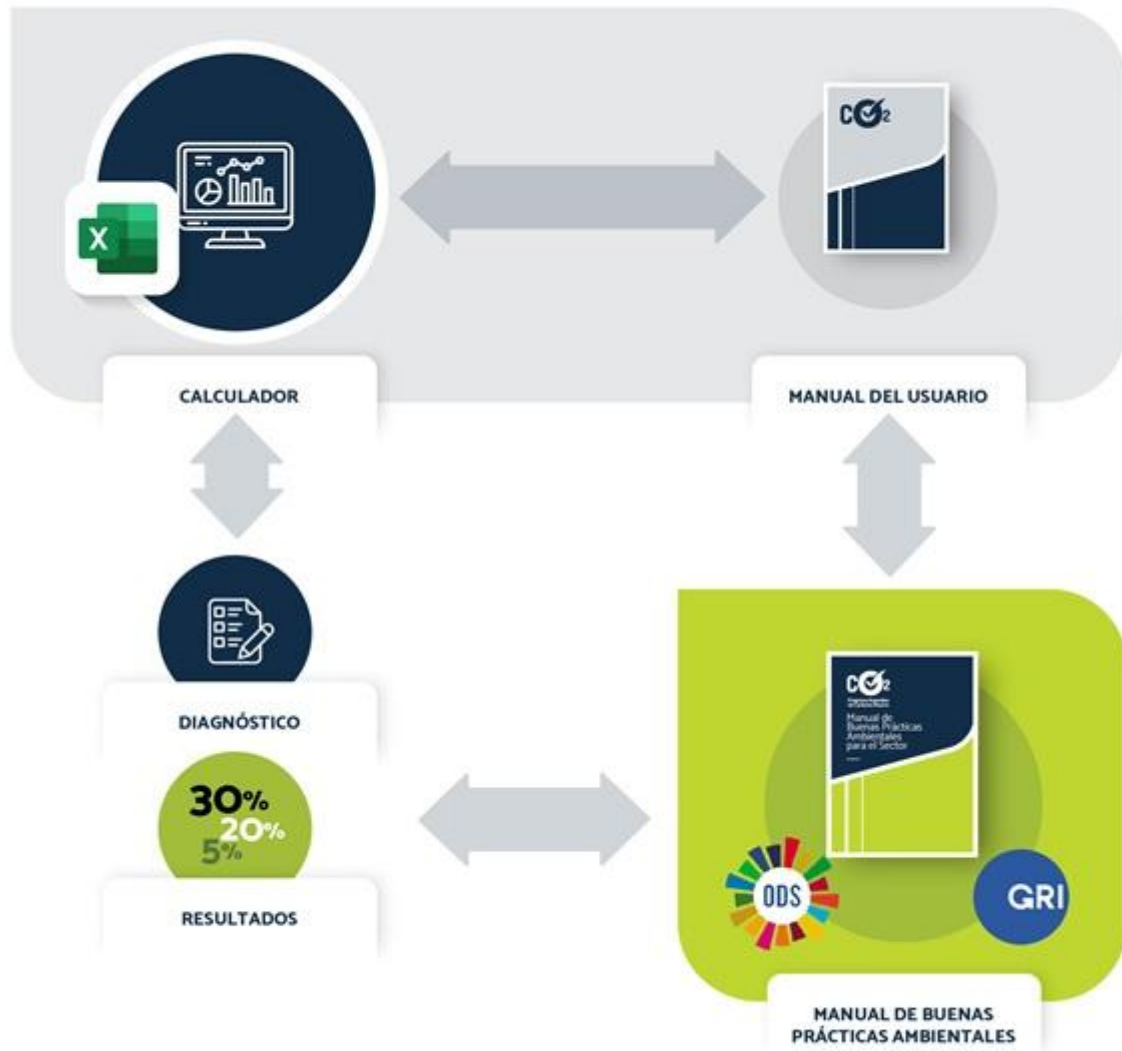 CO2
X
CALCULADOR
MANUAL DEL USUARIO
DIAGNÓSTICO
30%
20%
5%
RESULTADOS
CO2
Manual de
Buenas Prácticas
Ambientales
para el Sector
ODS
GRI
MANUAL DE BUENAS
PRÁCTICAS AMBIENTALES